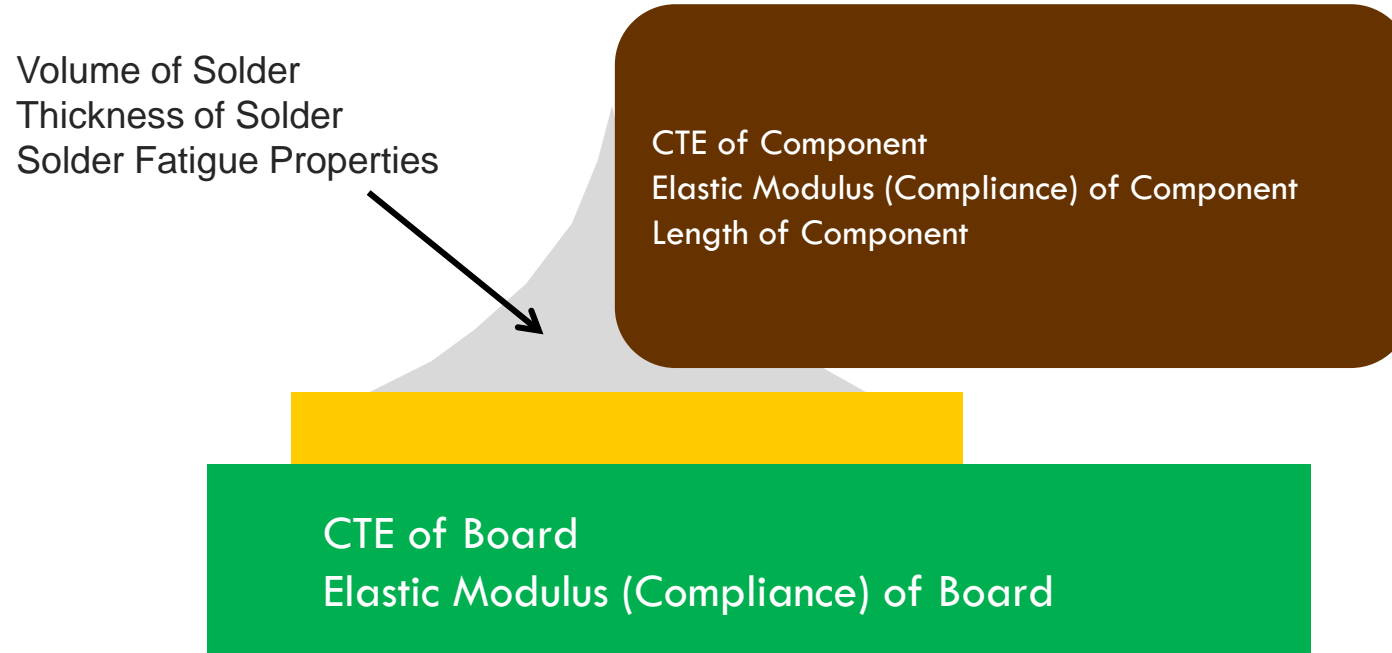 Volume of Solder
Thickness of Solder
Solder Fatigue Properties
CTE of Component
Elastic Modulus (Compliance) of Component
Length of Component
CTE of Board
Elastic Modulus (Compliance) of Board